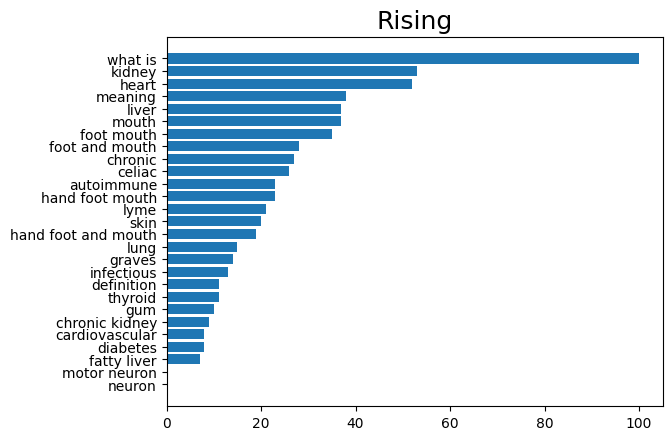 Rising
what is
kidney
heart
meaning
liver
mouth
foot mouth
foot and mouth
chronic
celiac
autoimmune
hand foot mouth
lyme
skin
hand foot and mouth
lung
graves
infectious
definition
thyroid
gum
chronic kidney
cardiovascular
diabetes
fatty liver
motor neuron
neuron
0 20 40 60 80 100